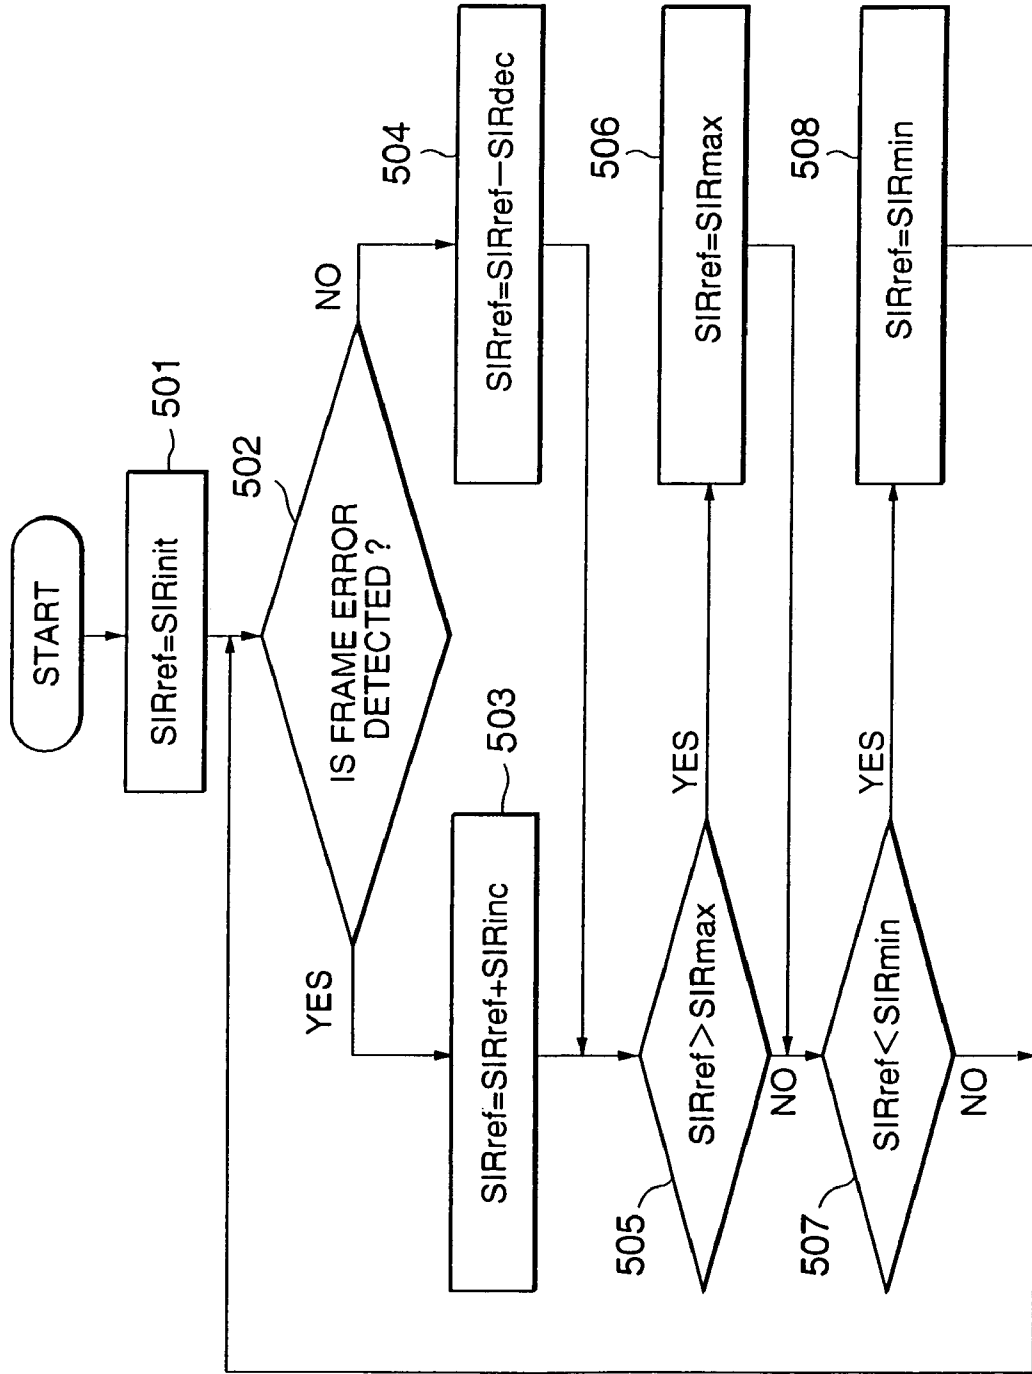 START
SIRref=SIRinit
501
502
IS FRAME ERROR
DETECTED ?
YES
NO
503
SIRref=SIRref+SIRinc
504
SIRref=SIRref−SIRdec
505
SIRref>SIRmax
YES
NO
506
SIRref=SIRmax
507
SIRref<SIRmin
YES
NO
508
SIRref=SIRmin